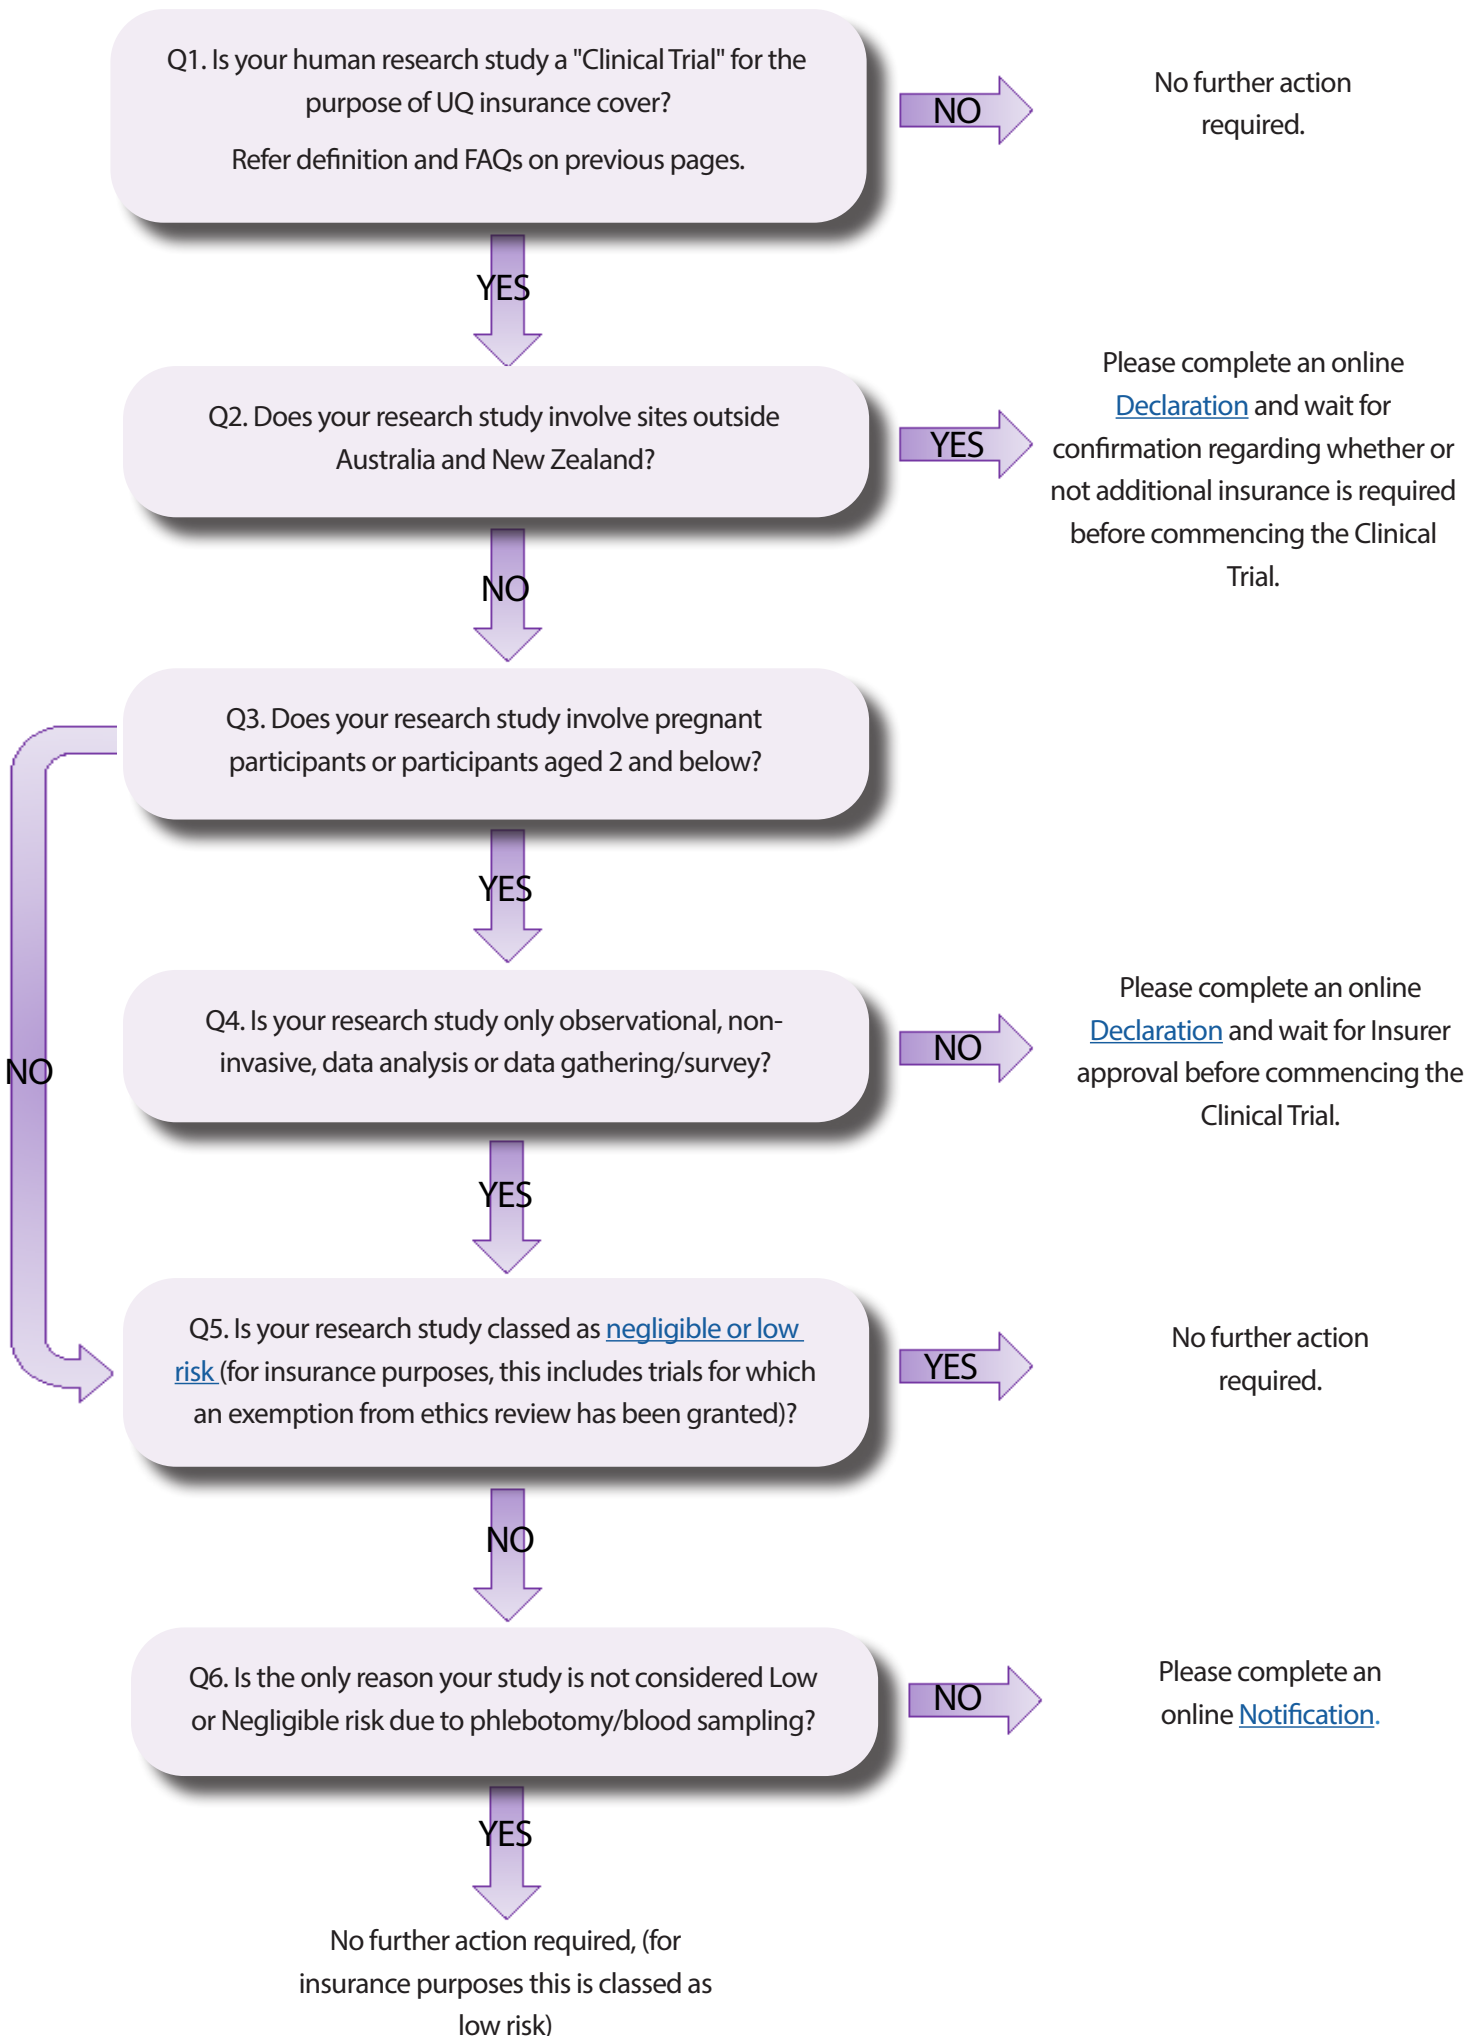 Q1. Is your human research study a "Clinical Trial" for the
purpose of UQ insurance cover?
Refer definition and FAQs on previous pages.
NO
No further action
required.
YES
Q2. Does your research study involve sites outside
Australia and New Zealand?
YES
Please complete an online
Declaration and wait for
confirmation regarding whether or
not additional insurance is required
before commencing the Clinical
Trial.
NO
Q3. Does your research study involve pregnant
participants or participants aged 2 and below?
YES
NO
Q4. Is your research study only observational, non-
invasive, data analysis or data gathering/survey?
NO
Please complete an online
Declaration and wait for Insurer
approval before commencing the
Clinical Trial.
YES
Q5. Is your research study classed as negligible or low
risk (for insurance purposes, this includes trials for which
an exemption from ethics review has been granted)?
YES
No further action
required.
NO
Q6. Is the only reason your study is not considered Low
or Negligible risk due to phlebotomy/blood sampling?
NO
Please complete an
online Notification.
YES
No further action required, (for
insurance purposes this is classed as
low risk)